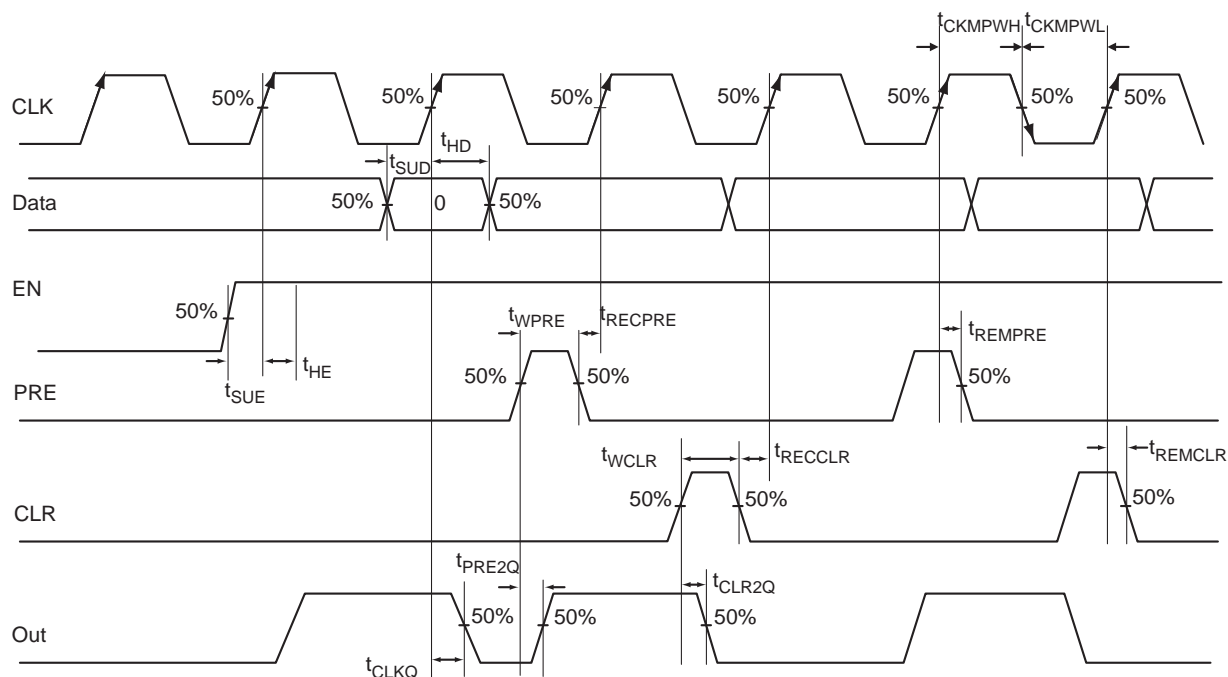 tCKMPWH tCKMPWL
CLK
50% 50% 50% 50% 50% 50% 50%
tSUD tHD
Data
50% 0 50%
EN
50%
tSUE tHE
tWPRE tRECPRE tREMPRE
PRE
50% 50% 50%
tWCLR tRECCLR tREMCLR
CLR
50% 50% 50%
tPRE2Q tCLR2Q
Out
50% 50% 50%
tCLKQ